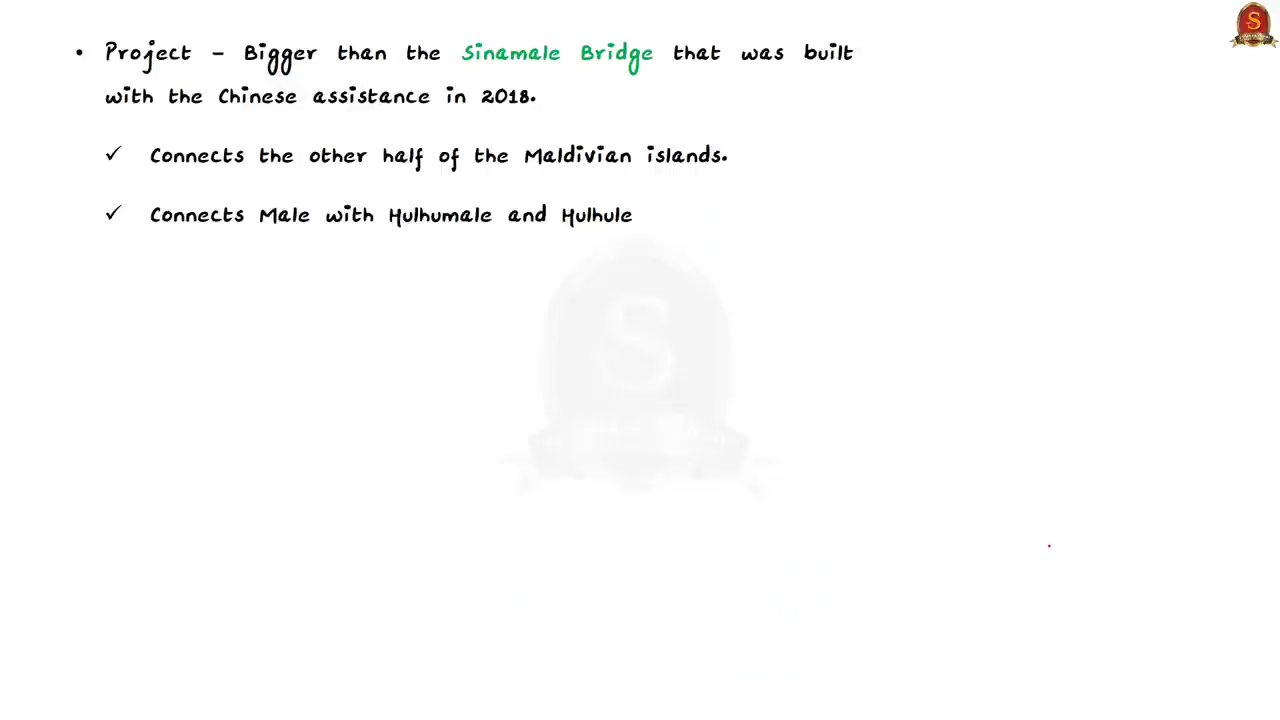 • Project – Bigger than the Sinamale Bridge that was built
with the Chinese assistance in 2018.
✓ Connects the other half of the Maldivian islands.
✓ Connects Male with Hulhumale and Hulhule
S
S